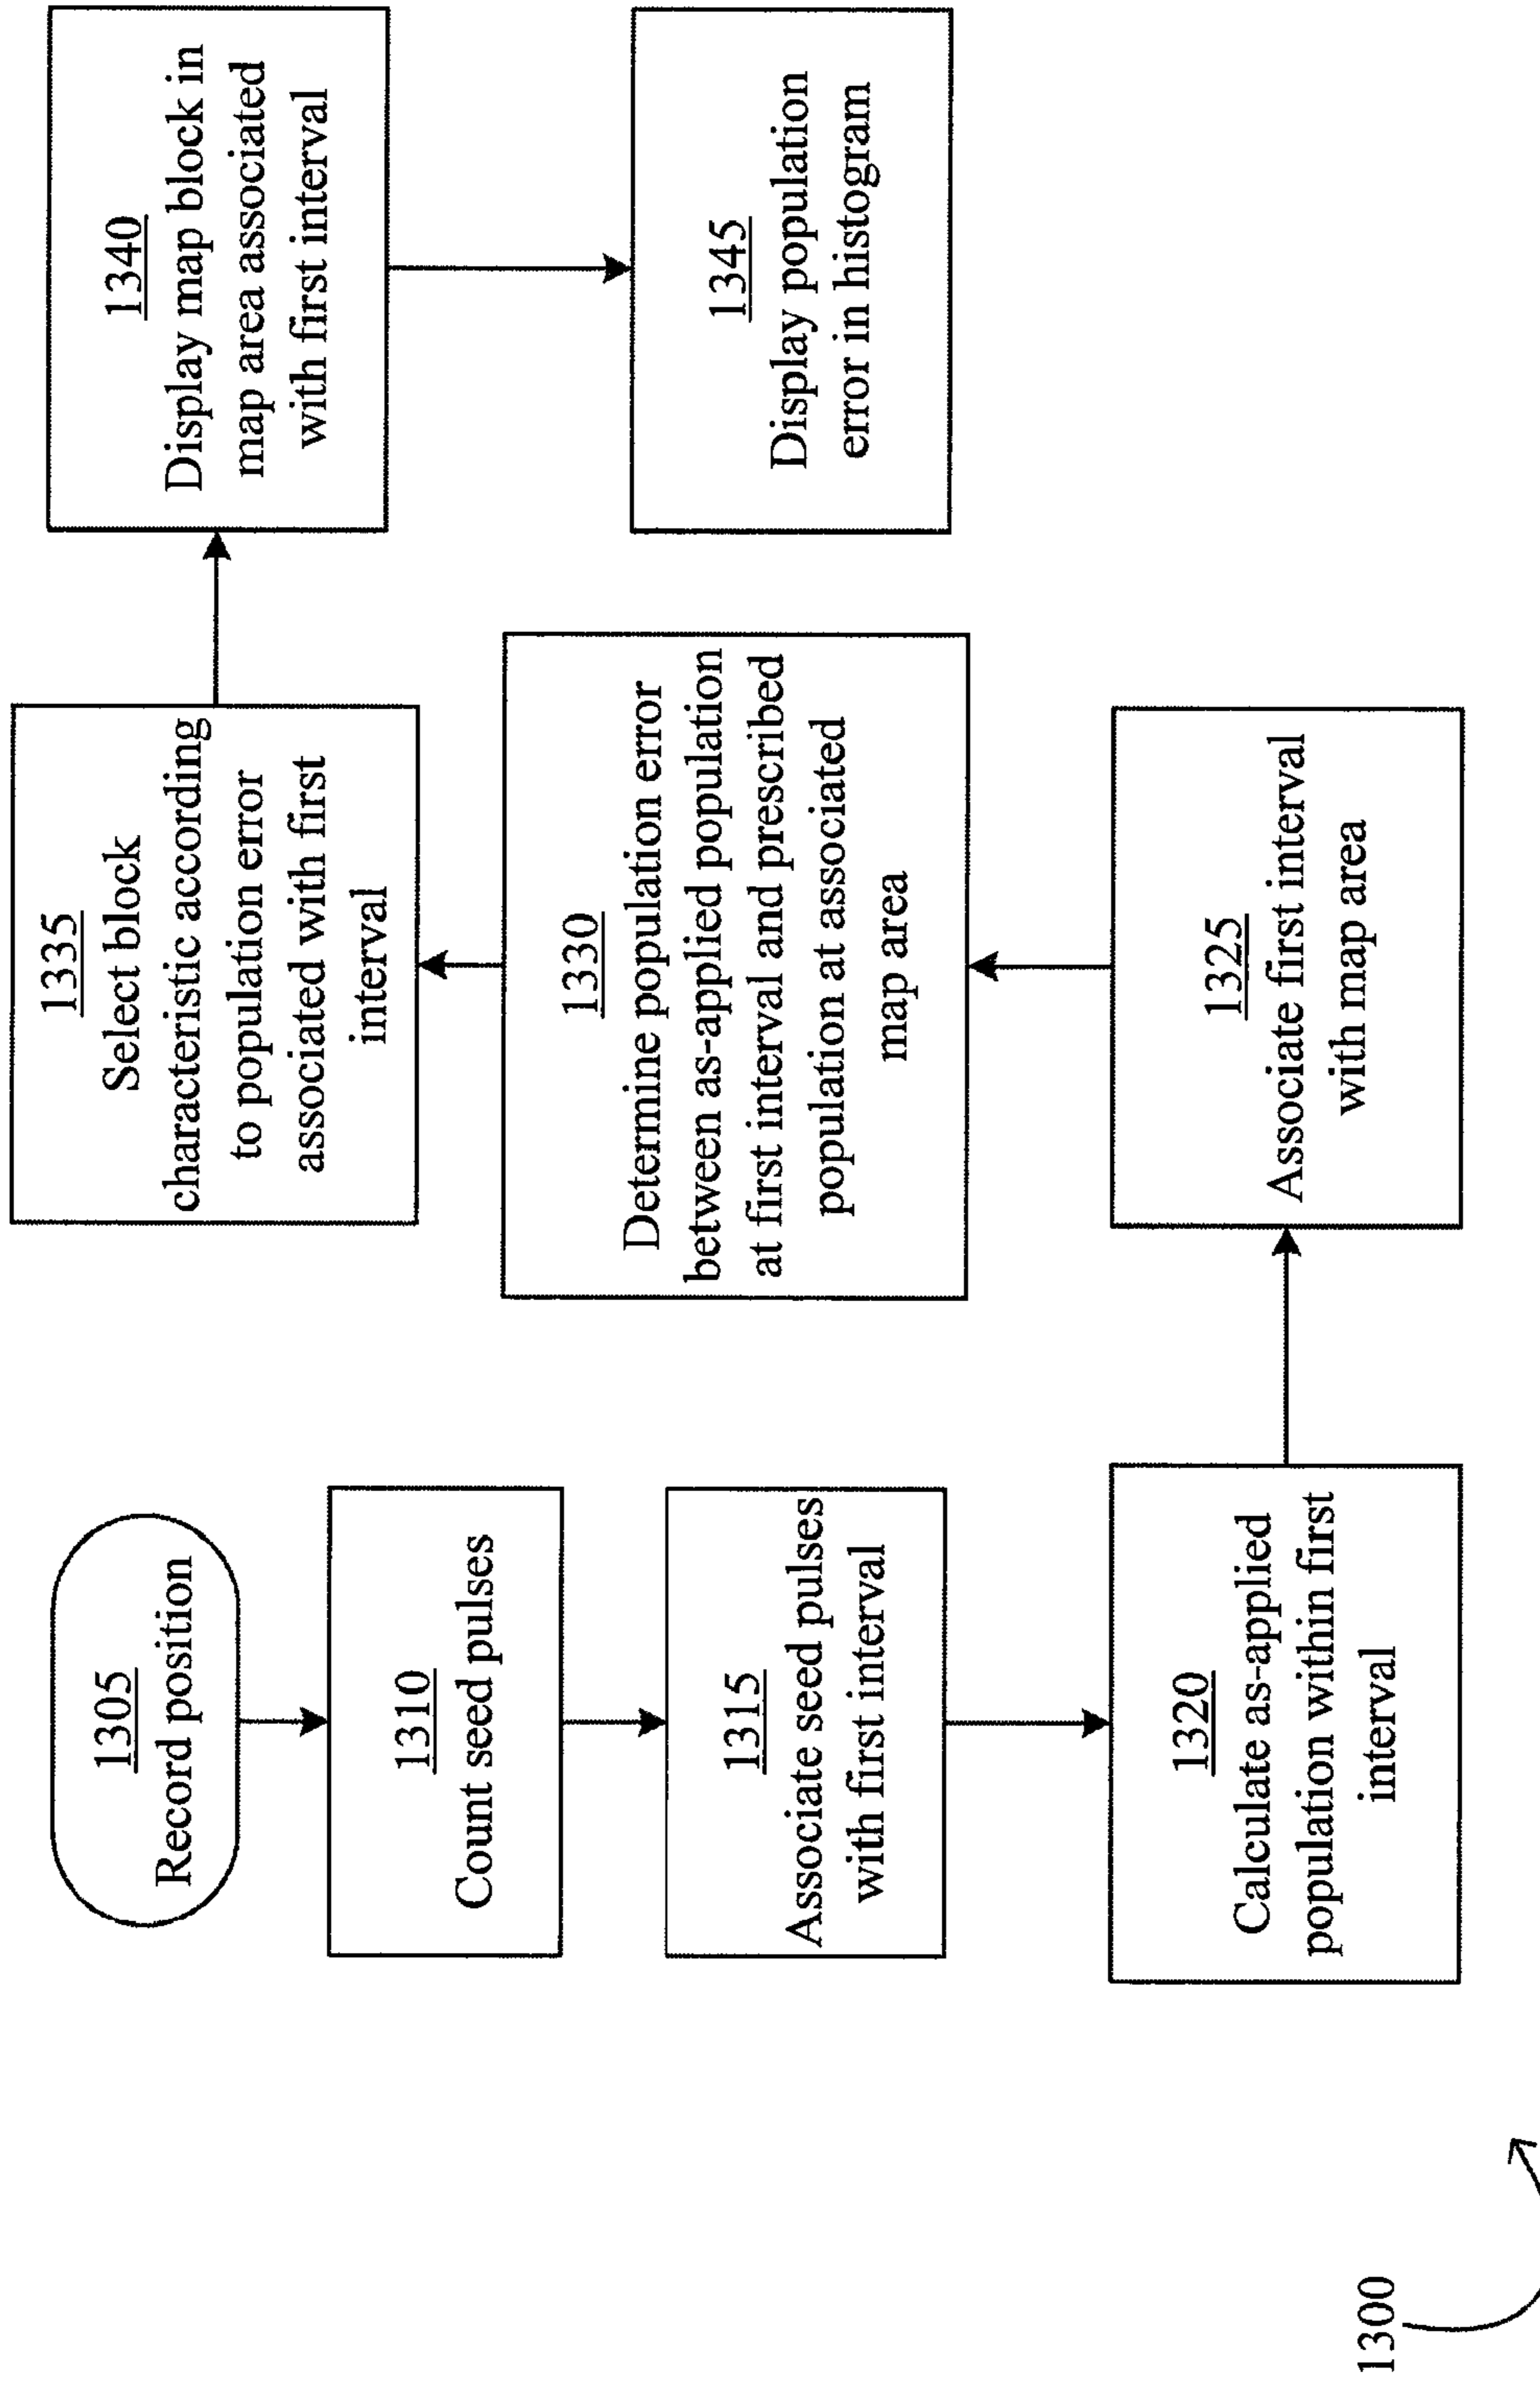 1305
Record position
1310
Count seed pulses
1315
Associate seed pulses
with first interval
1320
Calculate as-applied
population within first
interval
1325
Associate first interval
with map area
1330
Determine population error
between as-applied population
at first interval and prescribed
population at associated
map area
1335
Select block
characteristic according
to population error
associated with first
interval
1340
Display map block in
map area associated
with first interval
1345
Display population
error in histogram
1300